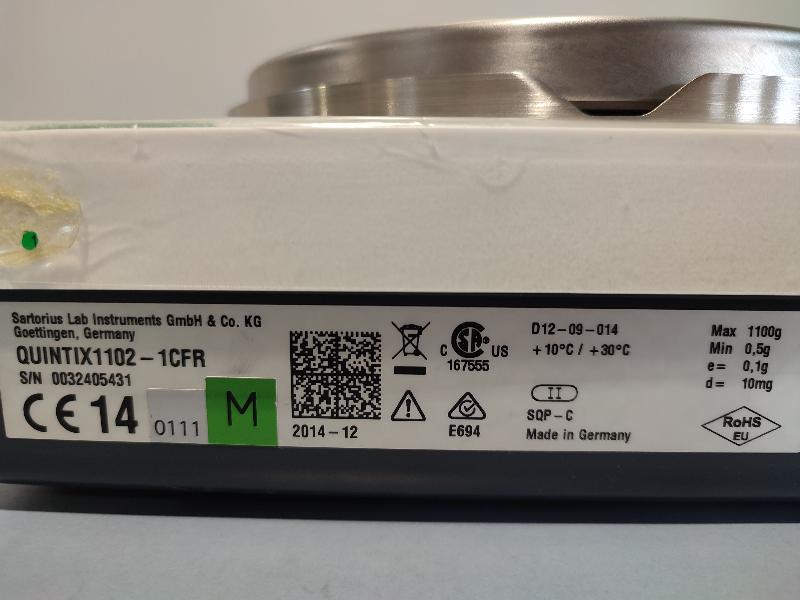 Sartorius Lab Instruments GmbH & Co. KG
Goettingen, Germany
QUINTIX1102-1CFR
S/N 0032405431
CE 14 0111 M
2014-12
C SA US
167555
E694
D12-09-014
+10°C / +30°C
II
SQP-C
Made in Germany
Max 1100g
Min 0,5g
e= 0,1g
d= 10mg
RoHS
EU